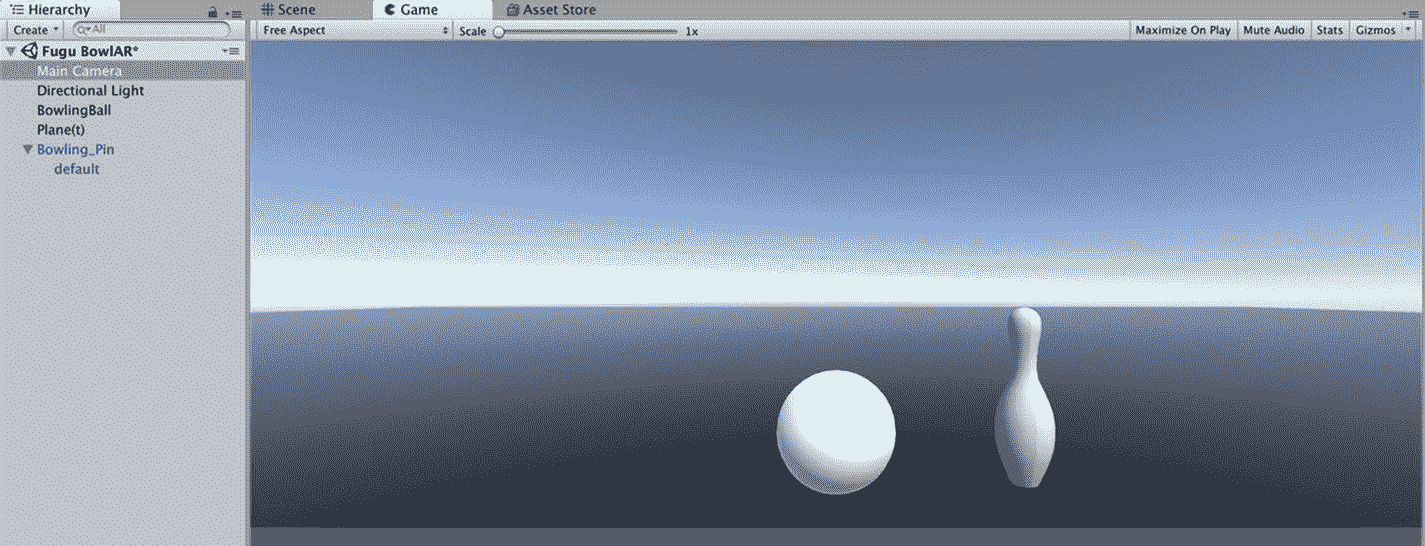 Hierarchy
Create
All
Fugu BowlAR*
Main Camera
Directional Light
BowlingBall
Plane(t)
Bowling_Pin
default
Scene Game Asset Store
Free Aspect Scale 1x Maximize On Play Mute Audio Stats Gizmos